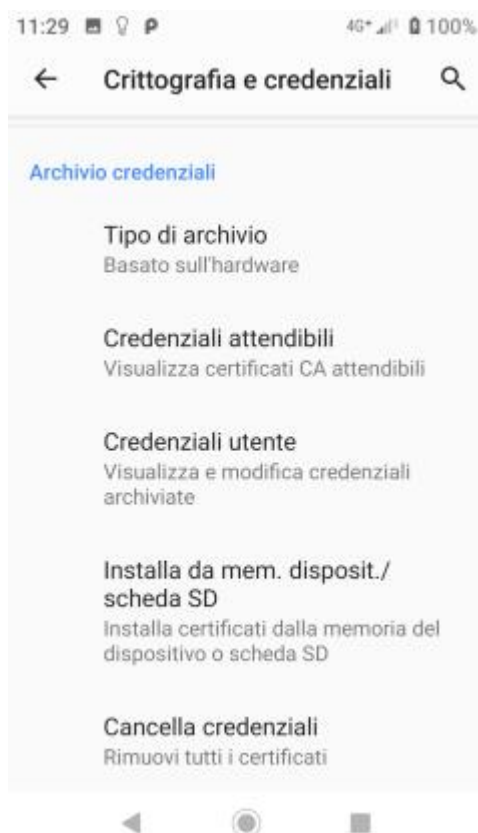 11:29 P 4G+ 100%
Crittografia e credenziali
Archivio credenziali
Tipo di archivio
Basato sull'hardware
Credenziali attendibili
Visualizza certificati CA attendibili
Credenziali utente
Visualizza e modifica credenziali
archiviate
Installa da mem. disposit./
scheda SD
Installa certificati dalla memoria del
dispositivo o scheda SD
Cancella credenziali
Rimuovi tutti i certificati